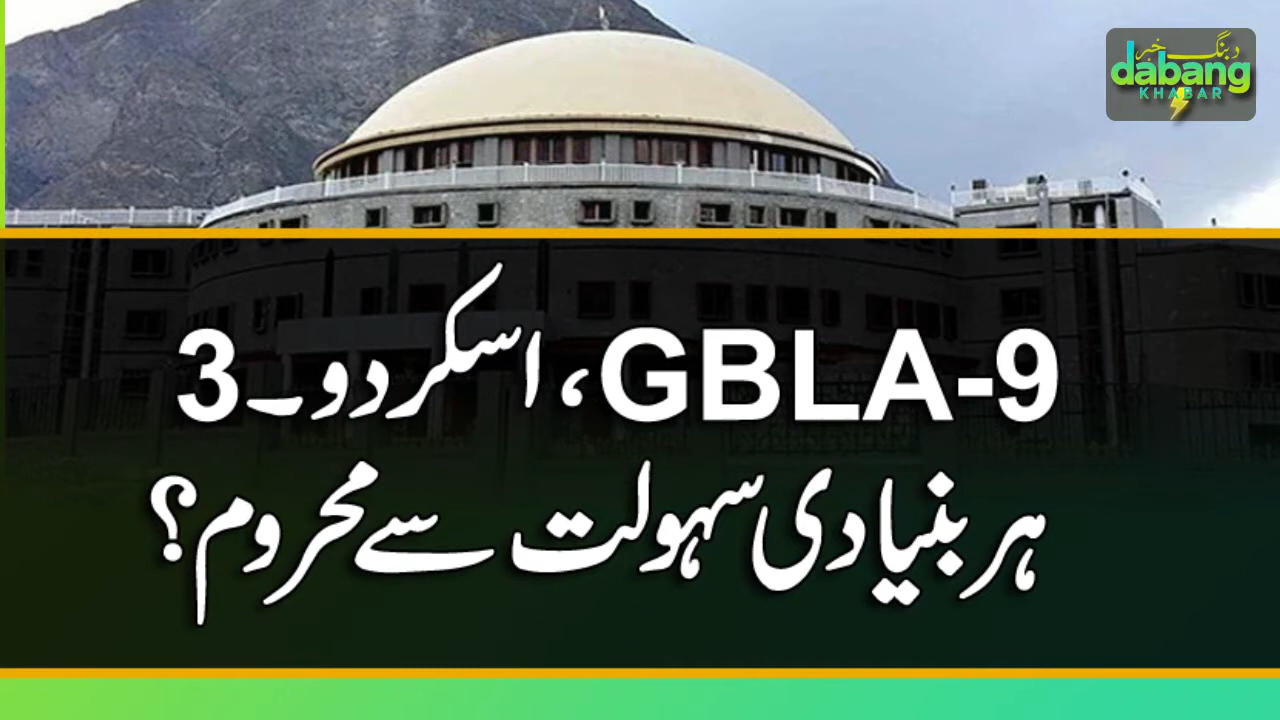 دبنگ خبر
dabang
KHABAR
GBLA-9، اسکردو۔3
ہر بنیادی سہولت سے محروم؟